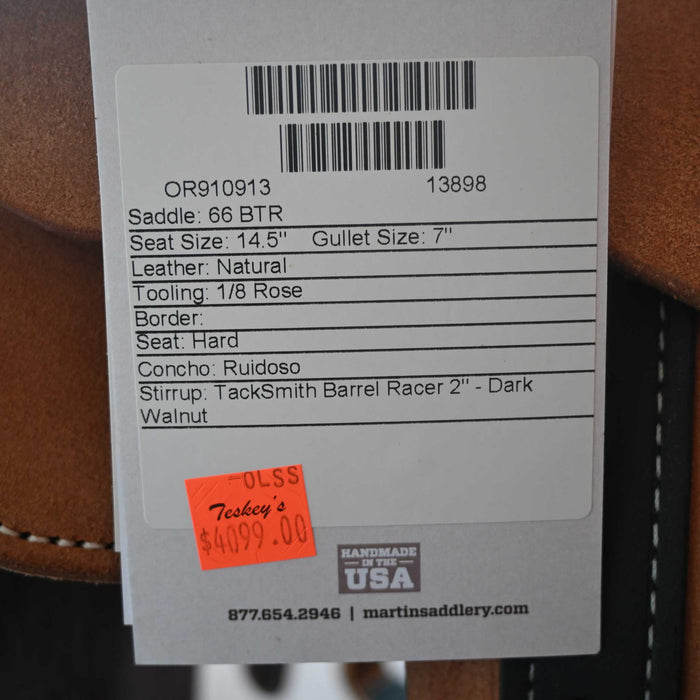 OR910913 13898
Saddle: 66 BTR
Seat Size: 14.5" Gullet Size: 7"
Leather: Natural
Tooling: 1/8 Rose
Border:
Seat: Hard
Concho: Ruidoso
Stirrup: TackSmith Barrel Racer 2" - Dark
Walnut
-OLSS
Teskey's
$4099.00
HANDMADE
IN THE
USA
877.654.2946 | martinsaddlery.com